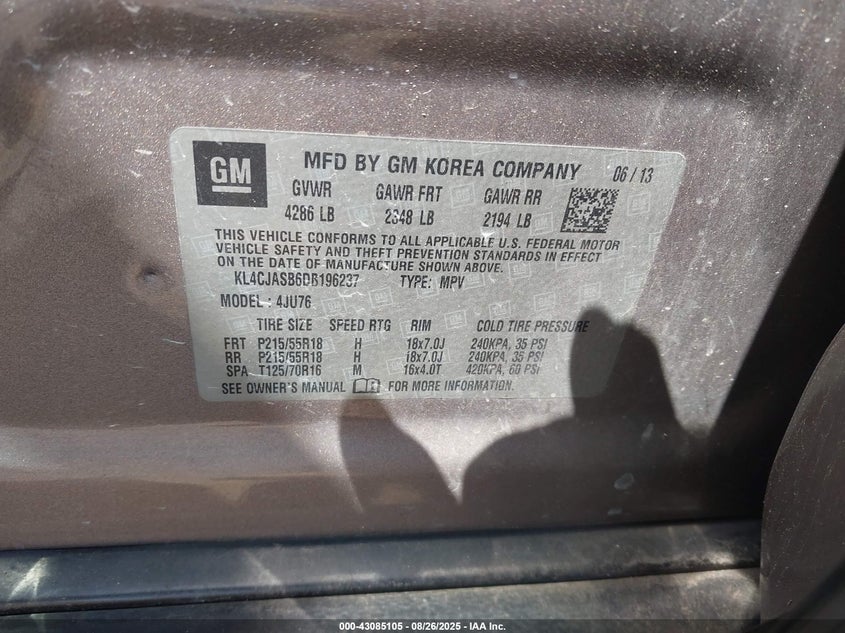 GM MFD BY GM KOREA COMPANY 06/13
GVWR GAWR FRT GAWR RR
4286 LB 2348 LB 2194 LB
THIS VEHICLE CONFORMS TO ALL APPLICABLE U.S. FEDERAL MOTOR
VEHICLE SAFETY AND THEFT PREVENTION STANDARDS IN EFFECT
ON THE DATE OF MANUFACTURE SHOWN ABOVE.
KL4CJASB6DB196237 TYPE: MPV
MODEL : 4JU76
TIRE SIZE SPEED RTG RIM COLD TIRE PRESSURE
FRT P215/55R18 H 18x7.0J 240KPA, 35 PSI
RR P215/55R18 H 18x7.0J 240KPA, 35 PSI
SPA T125/70R16 M 16x4.0T 420KPA, 60 PSI
SEE OWNER'S MANUAL FOR MORE INFORMATION.
000-43085105 - 08/26/2025 - IAA Inc.